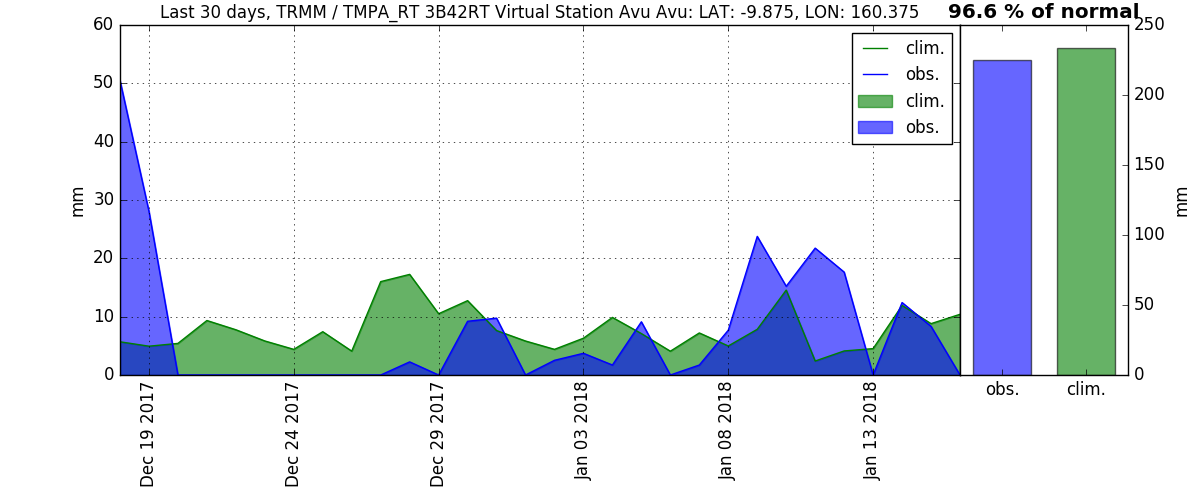 Last 30 days, TRMM / TMPA_RT 3B42RT Virtual Station Avu Avu: LAT: -9.875, LON: 160.375
96.6 % of normal
60
50
40
30
20
10
0
mm
clim.
obs.
clim.
obs.
Dec 19 2017
Dec 24 2017
Dec 29 2017
Jan 03 2018
Jan 08 2018
Jan 13 2018
250
200
150
100
50
0
mm
obs.
clim.